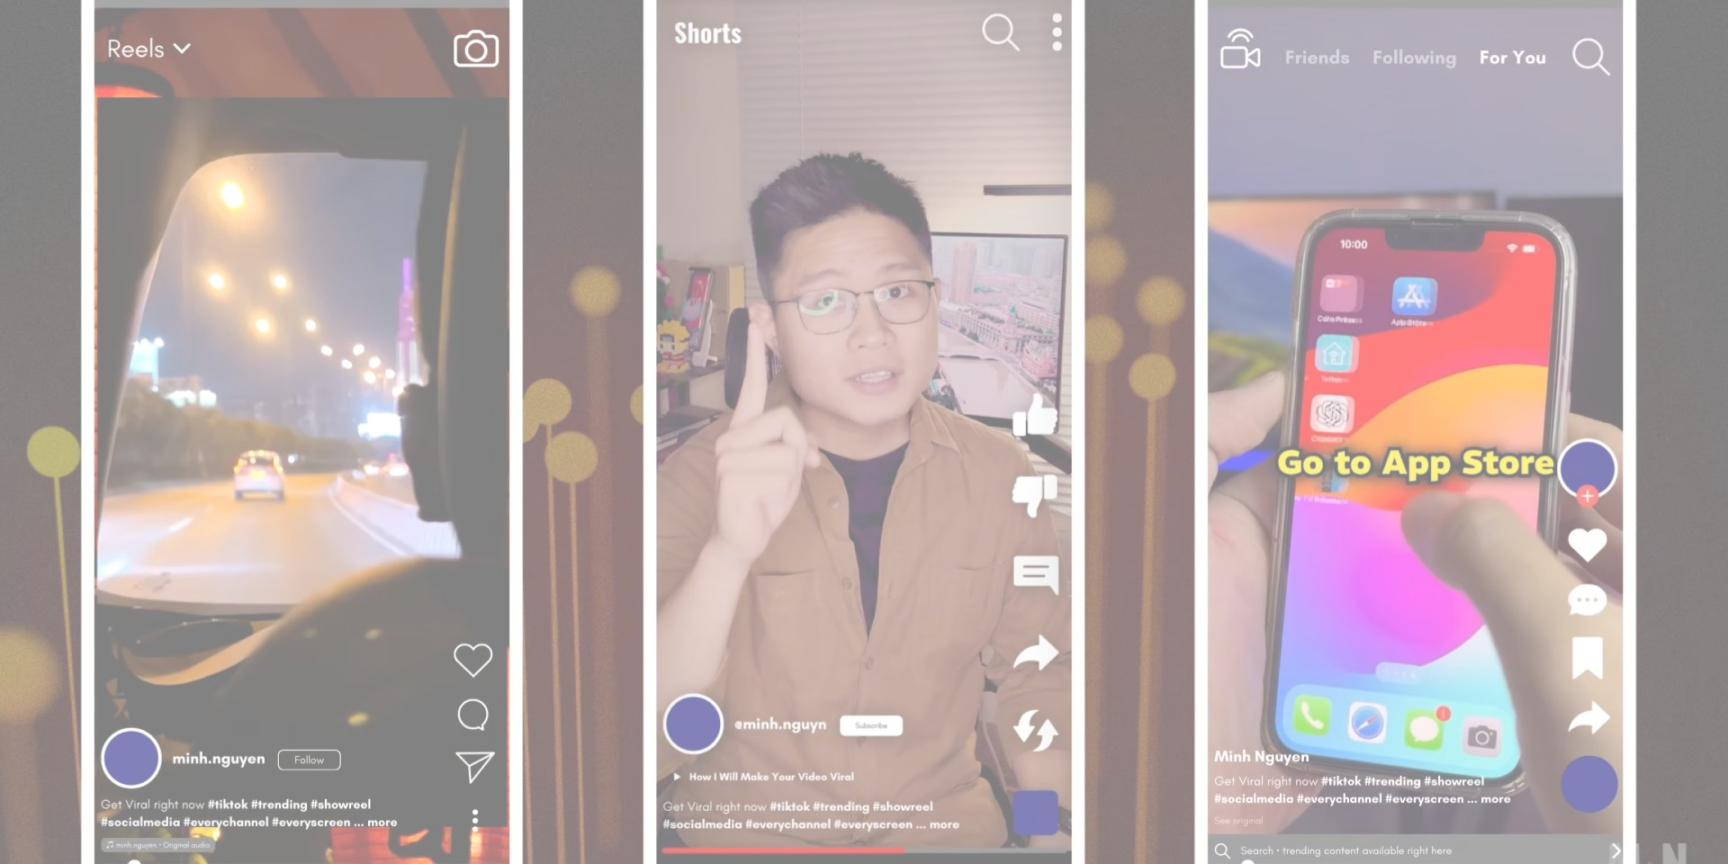 Reels
minh.nguyen
Follow
Get Viral right now #tiktok #trending #showreel
#socialmedia #everychannel #everyscreen ... more
minh.nguyen • Original audio
Shorts
@minh.nguyn
Subscribe
How I Will Make Your Video Viral
Get Viral right now #tiktok #trending #showreel
#socialmedia #everychannel #everyscreen ... more
Friends Following For You
10:00
App Store
Go to App Store
Minh Nguyen
Get Viral right now #tiktok #trending #showreel
#socialmedia #everychannel #everyscreen ... more
See original
Search • trending content available right here
LN